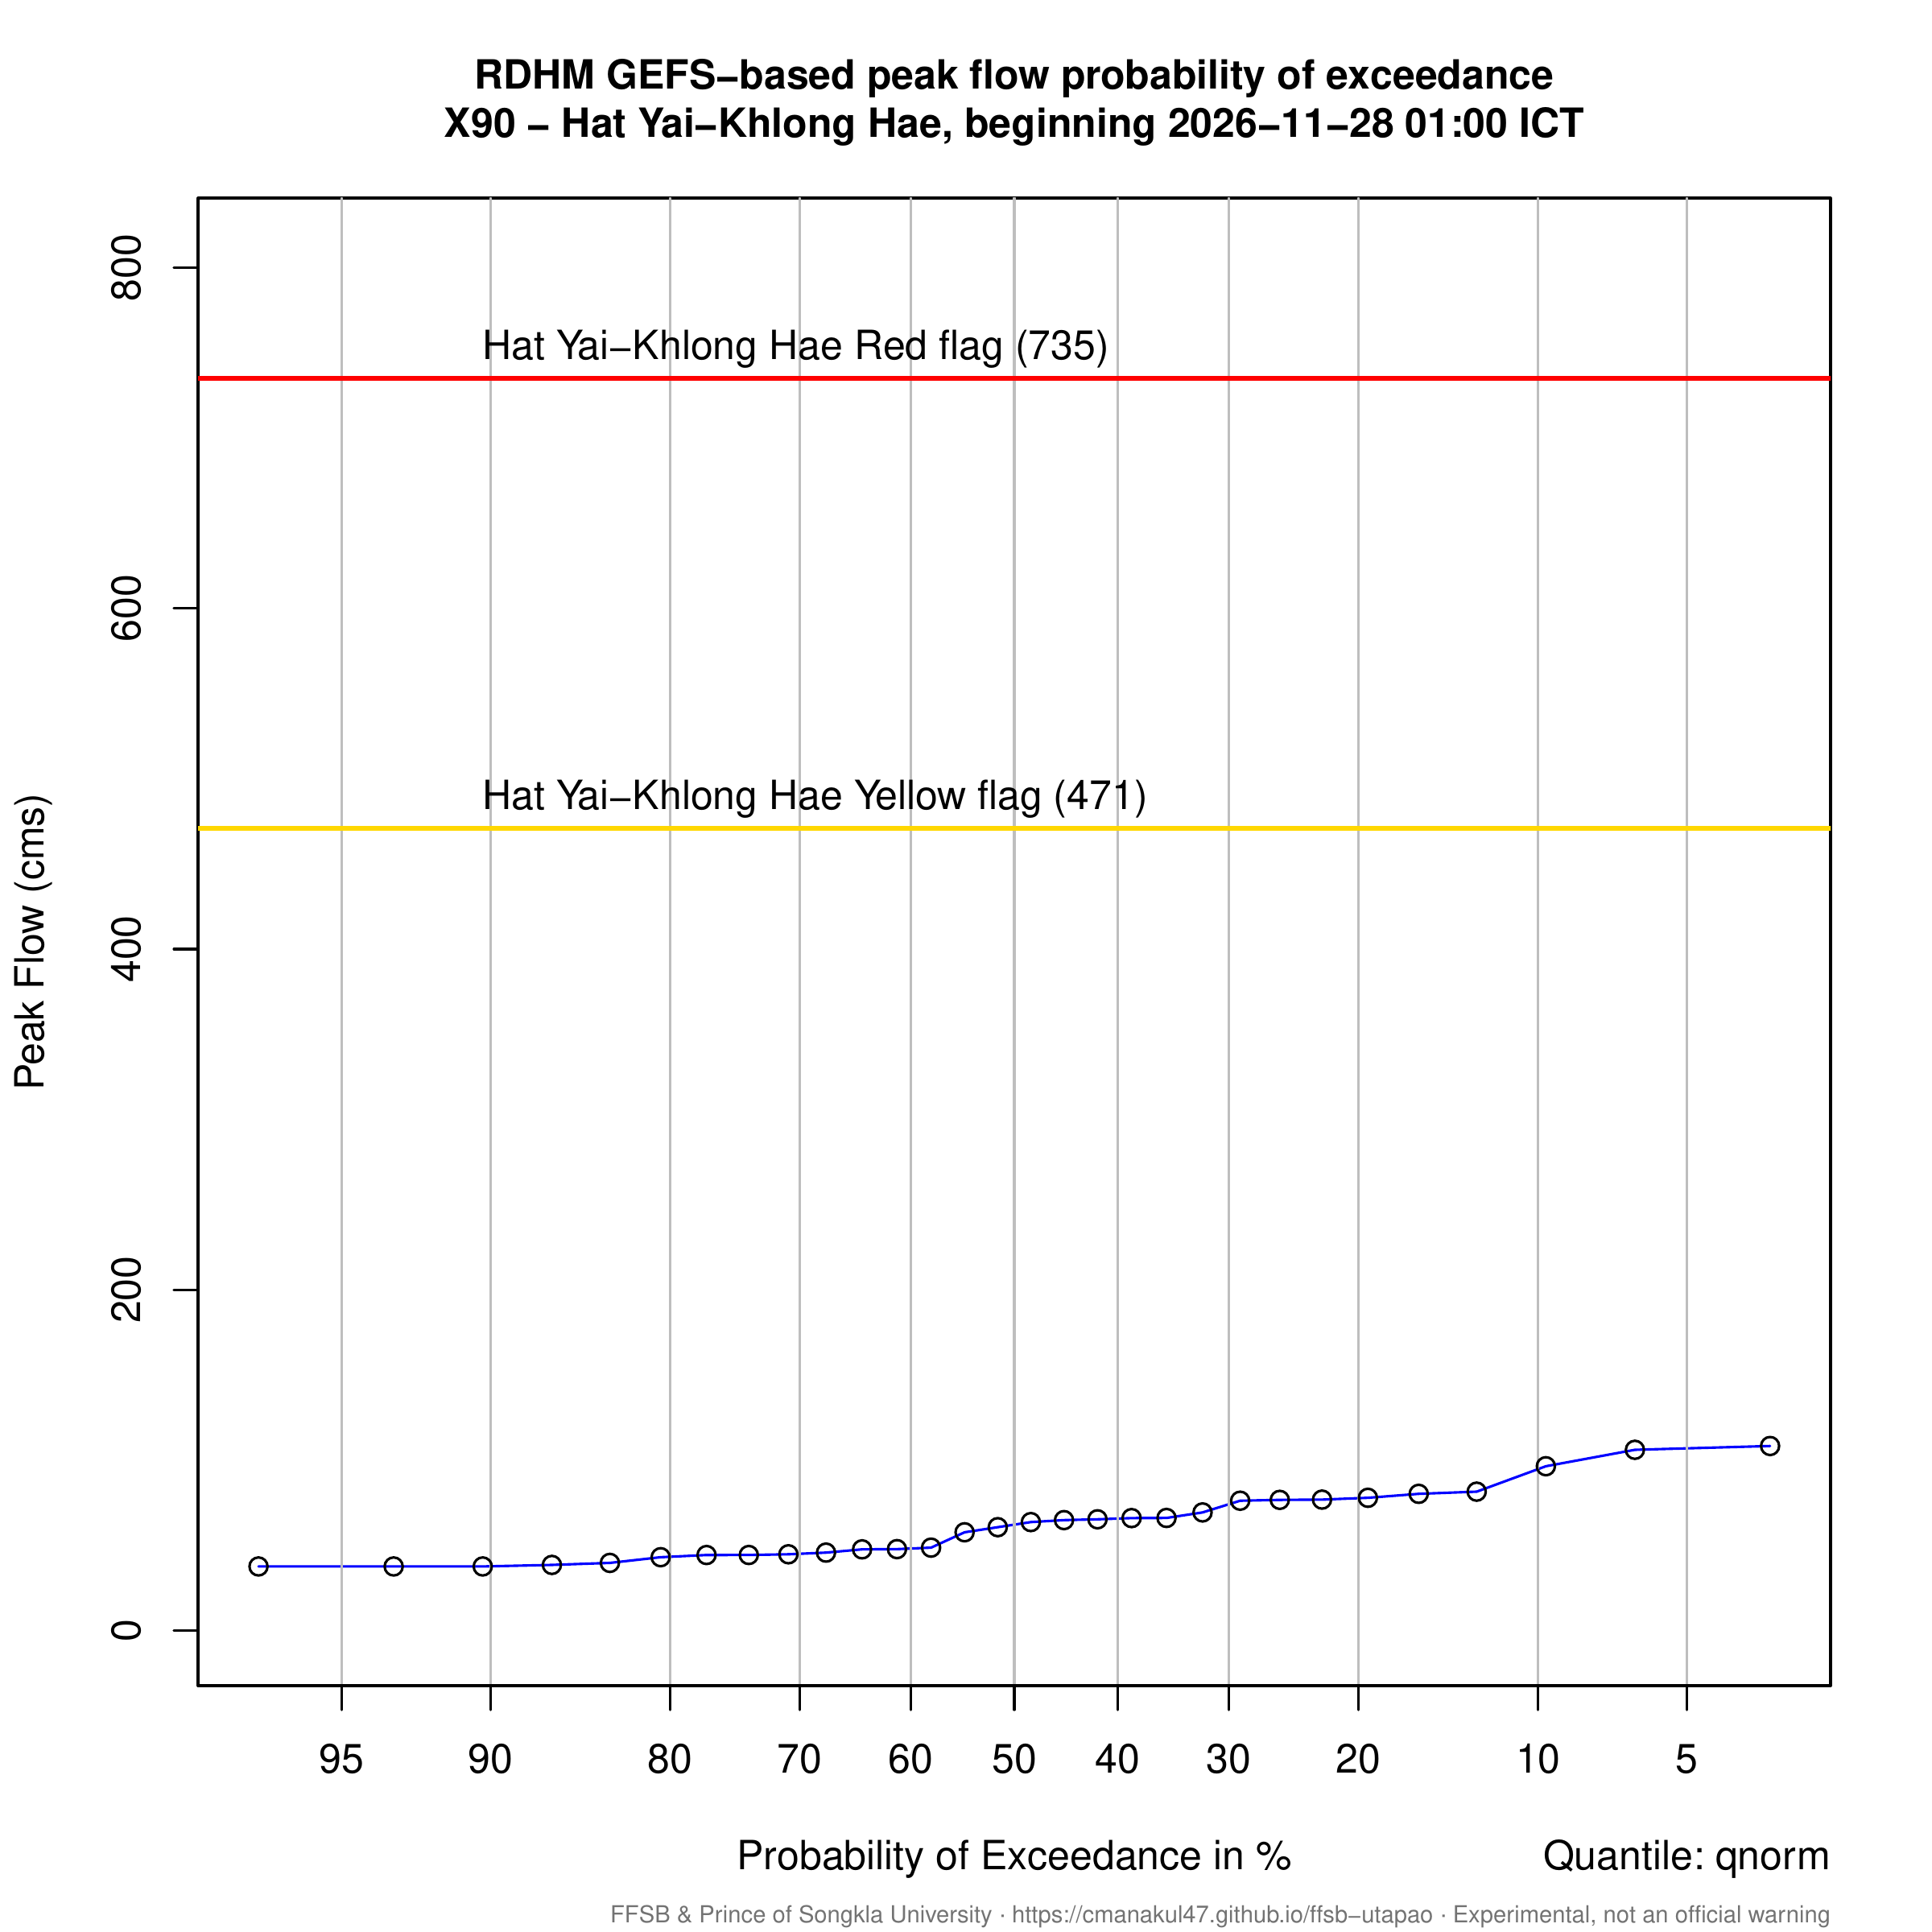 RDHM GEFS−based peak flow probability of exceedance
X90 − Hat Yai−Khlong Hae, beginning 2026−11−28 01:00 ICT
800
Hat Yai−Khlong Hae Red flag (735)
600
Hat Yai−Khlong Hae Yellow flag (471)
Peak Flow (cms)
400
200
0
95 90 80 70 60 50 40 30 20 10 5
Probability of Exceedance in % Quantile: qnorm
FFSB & Prince of Songkla University · https://cmanakul47.github.io/ffsb−utapao · Experimental, not an official warning